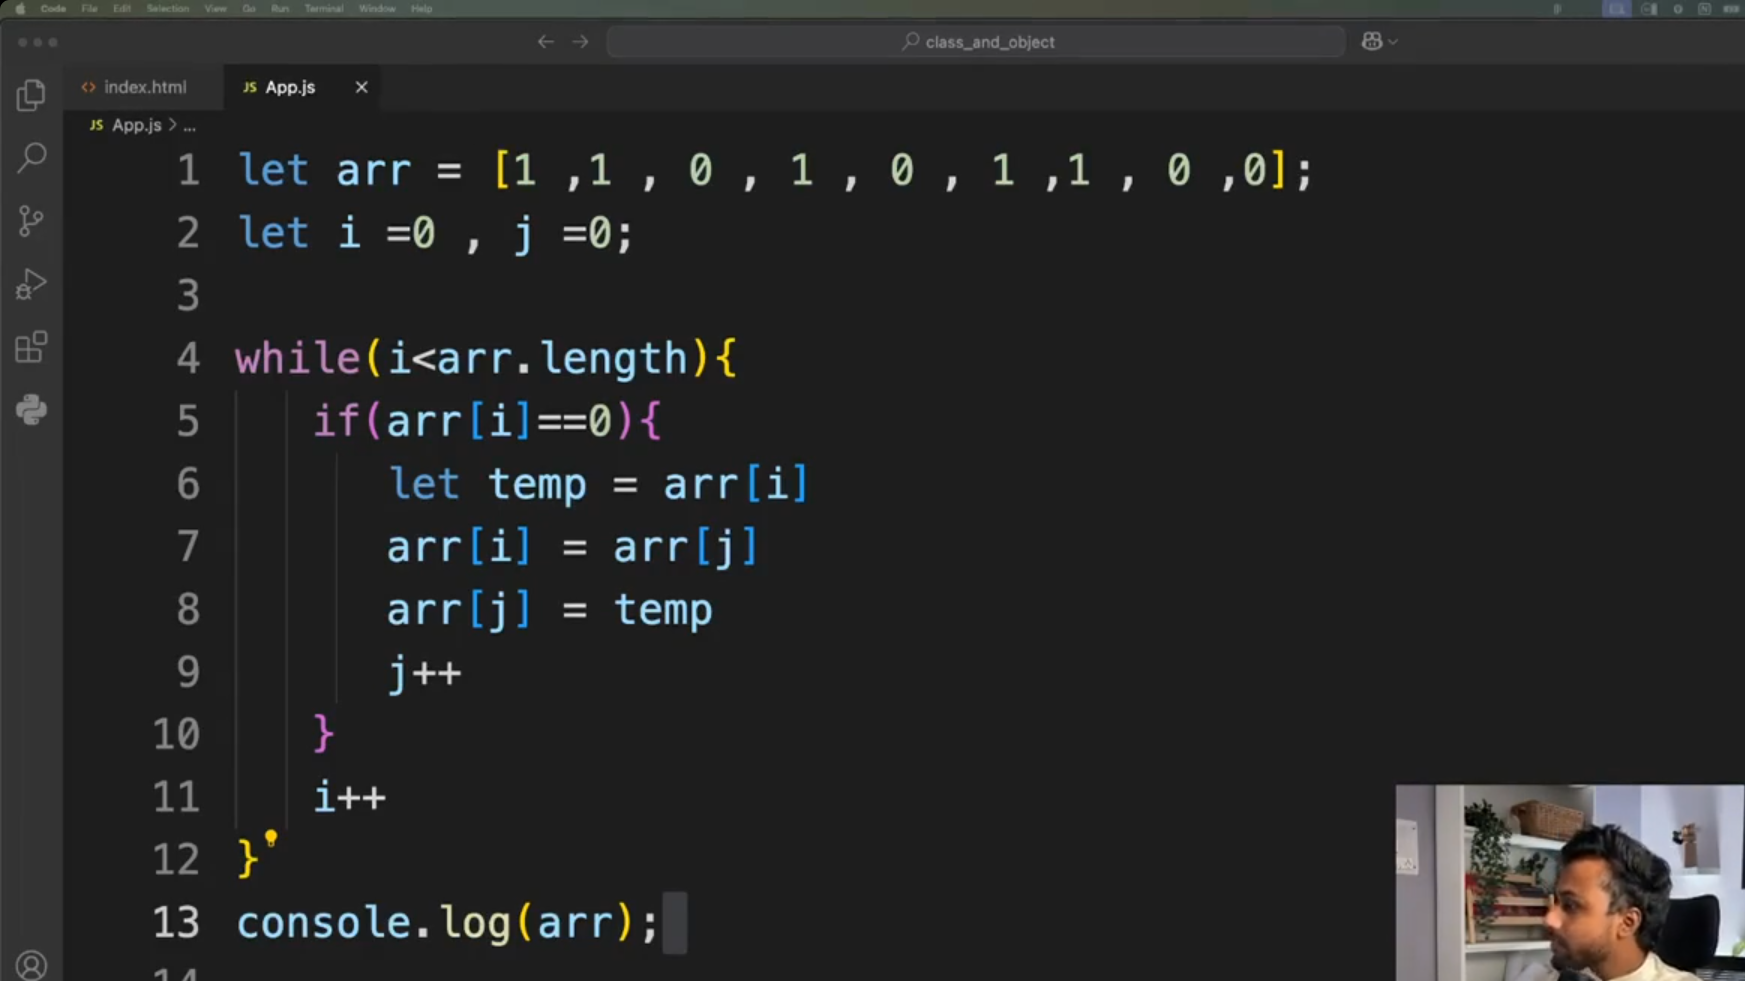 Code File Edit Selection View Go Run Terminal Window Help
class_and_object
index.html
JS App.js
JS App.js > ...
1 let arr = [1 ,1 , 0 , 1 , 0 , 1 ,1 , 0 ,0];
2 let i =0 , j =0;
3
4 while(i<arr.length){
5 if(arr[i]==0){
6 let temp = arr[i]
7 arr[i] = arr[j]
8 arr[j] = temp
9 j++
10 }
11 i++
12 }
13 console.log(arr);
14